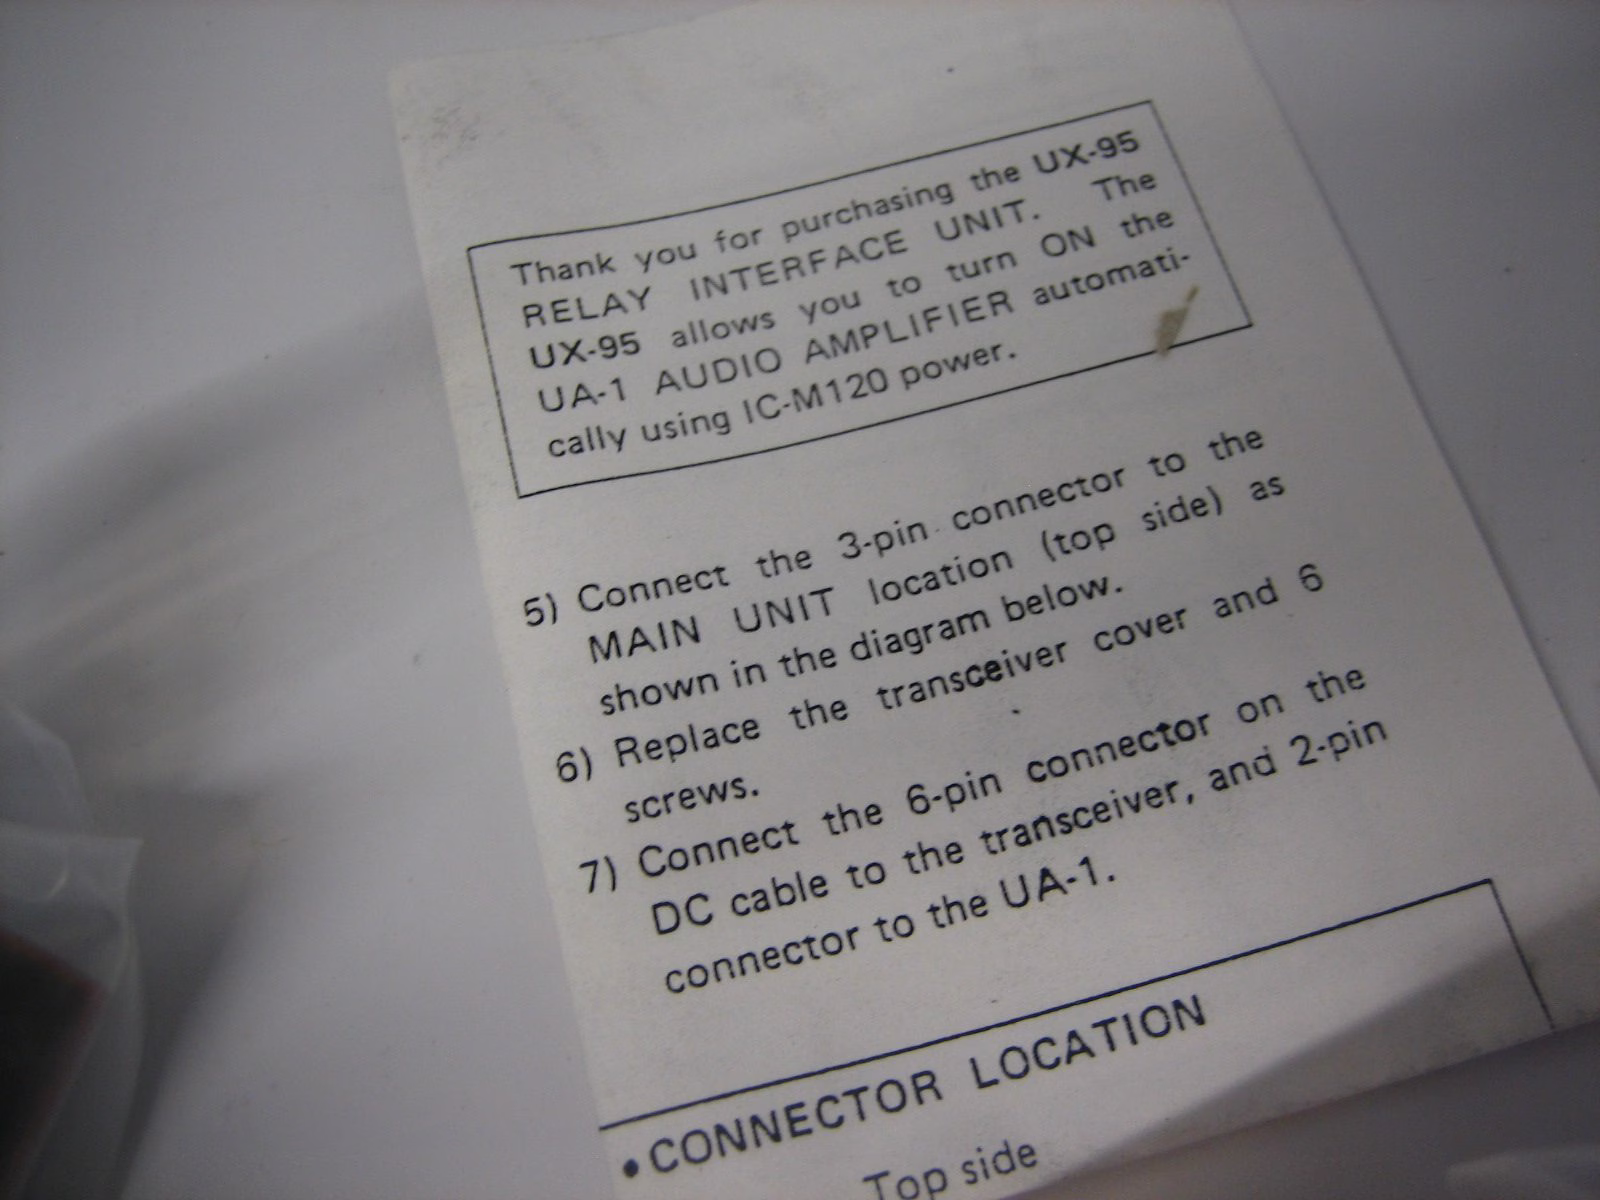 Thank you for purchasing the UX-95
RELAY INTERFACE UNIT. The
UX-95 allows you to turn ON the
UA-1 AUDIO AMPLIFIER automati-
cally using IC-M120 power.
5) Connect the 3-pin connector to the
MAIN UNIT location (top side) as
shown in the diagram below.
6) Replace the transceiver cover and 6
screws.
7) Connect the 6-pin connector on the
DC cable to the transceiver, and 2-pin
connector to the UA-1.
•CONNECTOR LOCATION
Top side